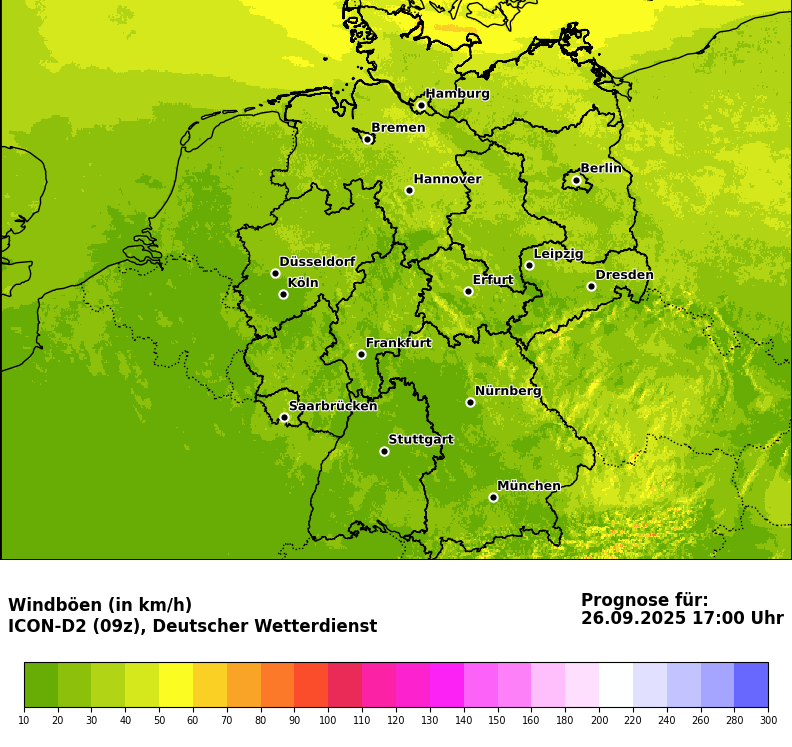 Hamburg
Bremen
Berlin
Hannover
Leipzig
Düsseldorf
Dresden
Erfurt
Köln
Frankfurt
Nürnberg
Saarbrücken
Stuttgart
München
Windböen (in km/h)
ICON-D2 (09z), Deutscher Wetterdienst
Prognose für:
26.09.2025 17:00 Uhr
10 20 30 40 50 60 70 80 90 100 110 120 130 140 150 160 180 200 220 240 260 280 300